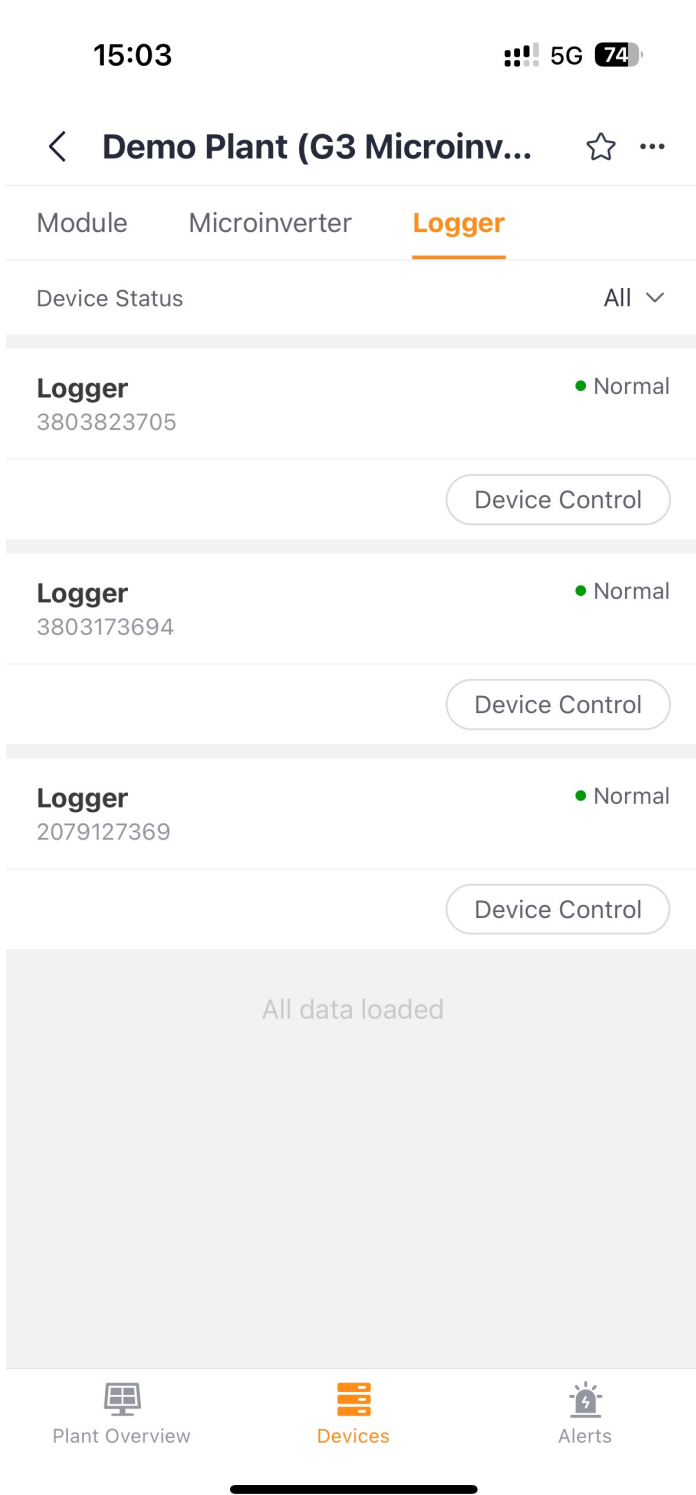 15:03 5G 74
Demo Plant (G3 Microinv...
Module Microinverter Logger
Device Status All
Logger Normal
3803823705
Device Control
Logger Normal
3803173694
Device Control
Logger Normal
2079127369
Device Control
All data loaded
Plant Overview Devices Alerts